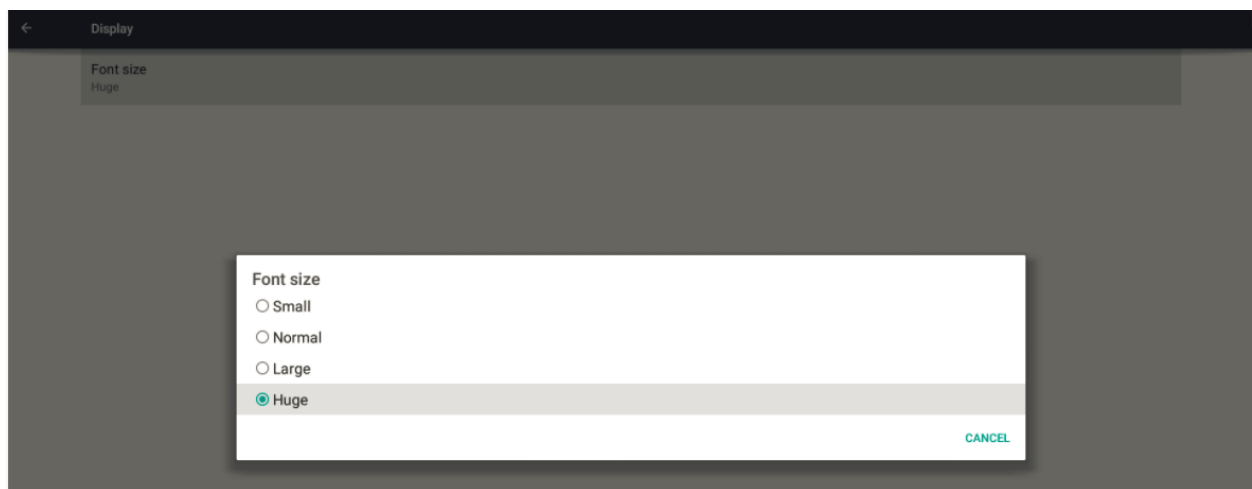 Display
Font size
Huge
Font size
Small
Normal
Large
Huge
CANCEL